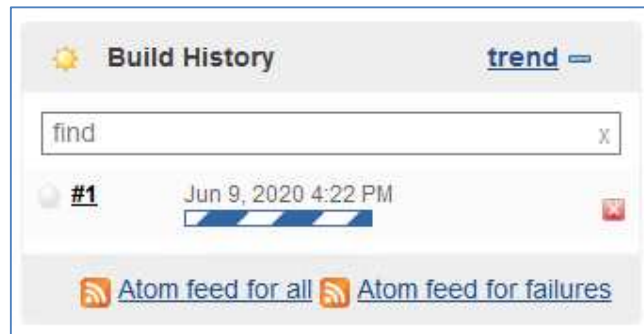 Build History trend
find x
#1 Jun 9, 2020 4:22 PM
Atom feed for all Atom feed for failures